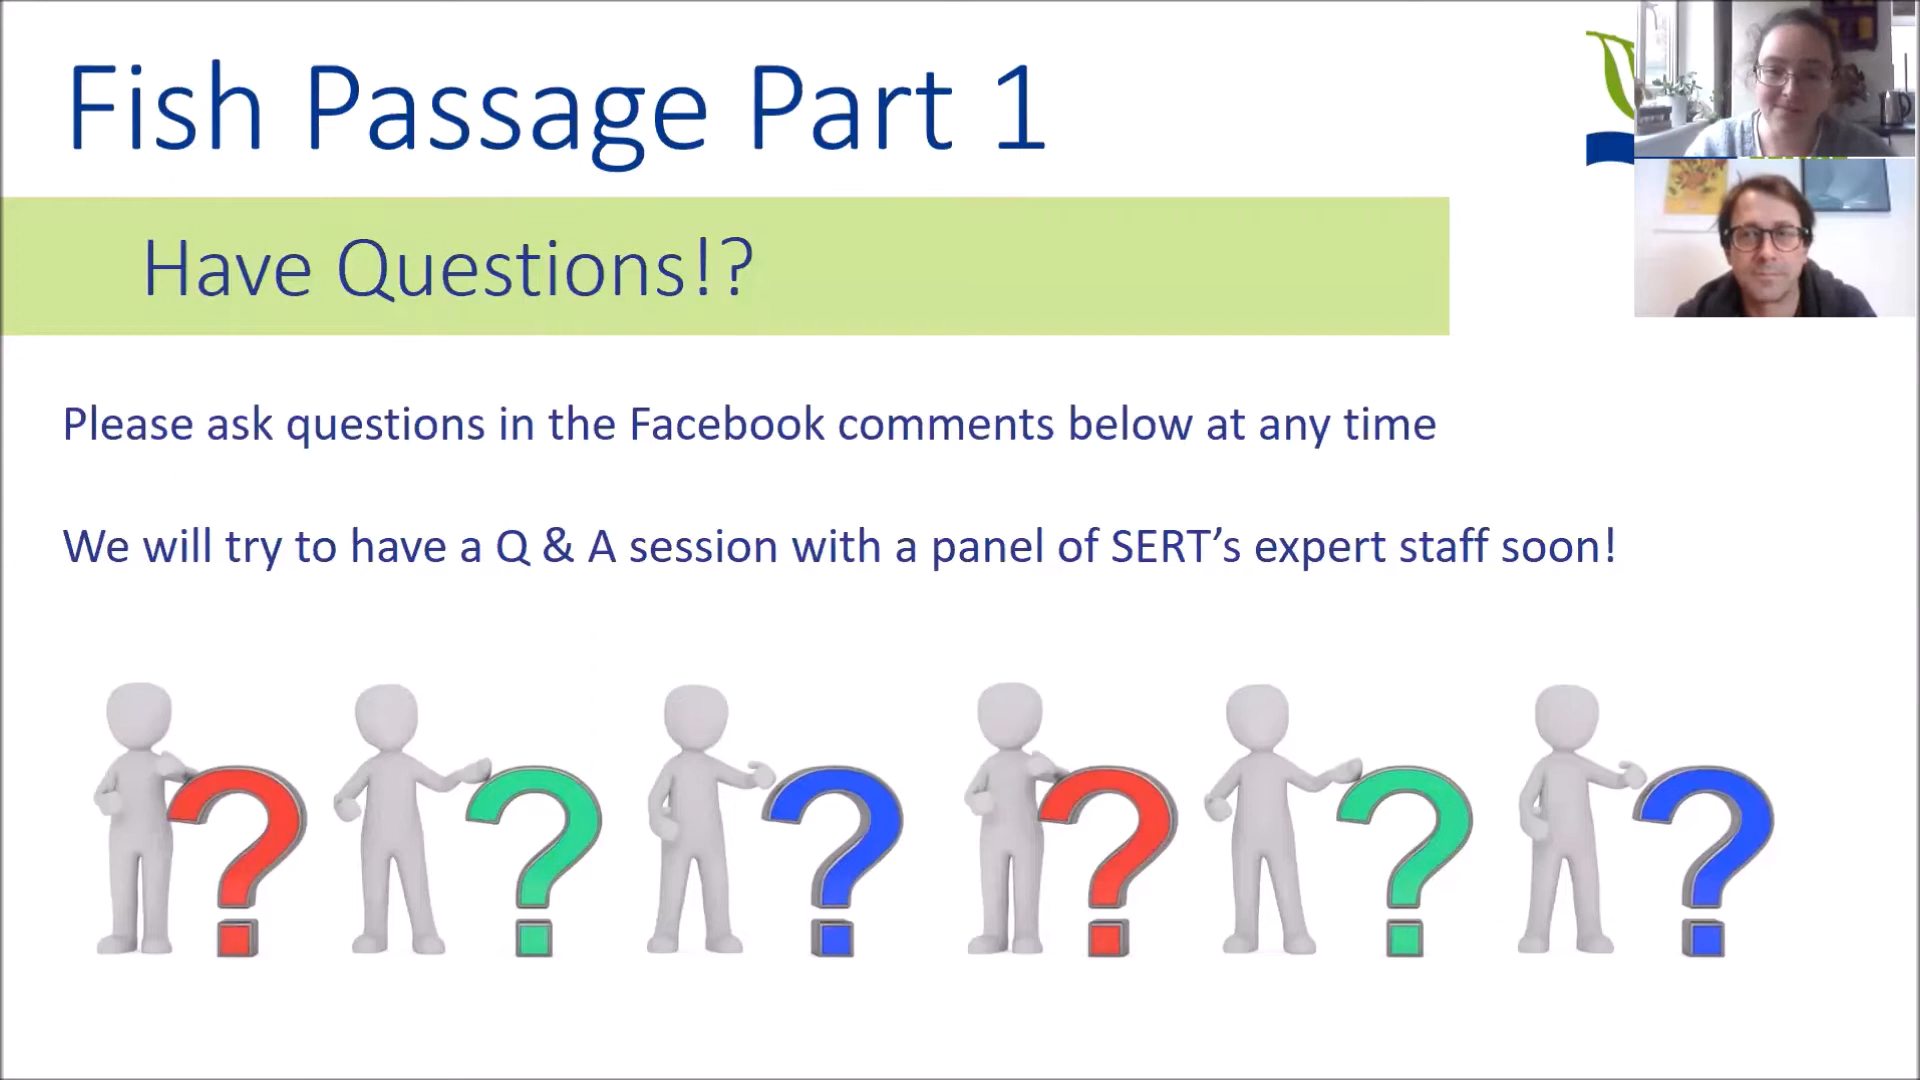 Fish Passage Part 1
Have Questions!?
Please ask questions in the Facebook comments below at any time
We will try to have a Q & A session with a panel of SERT’s expert staff soon!